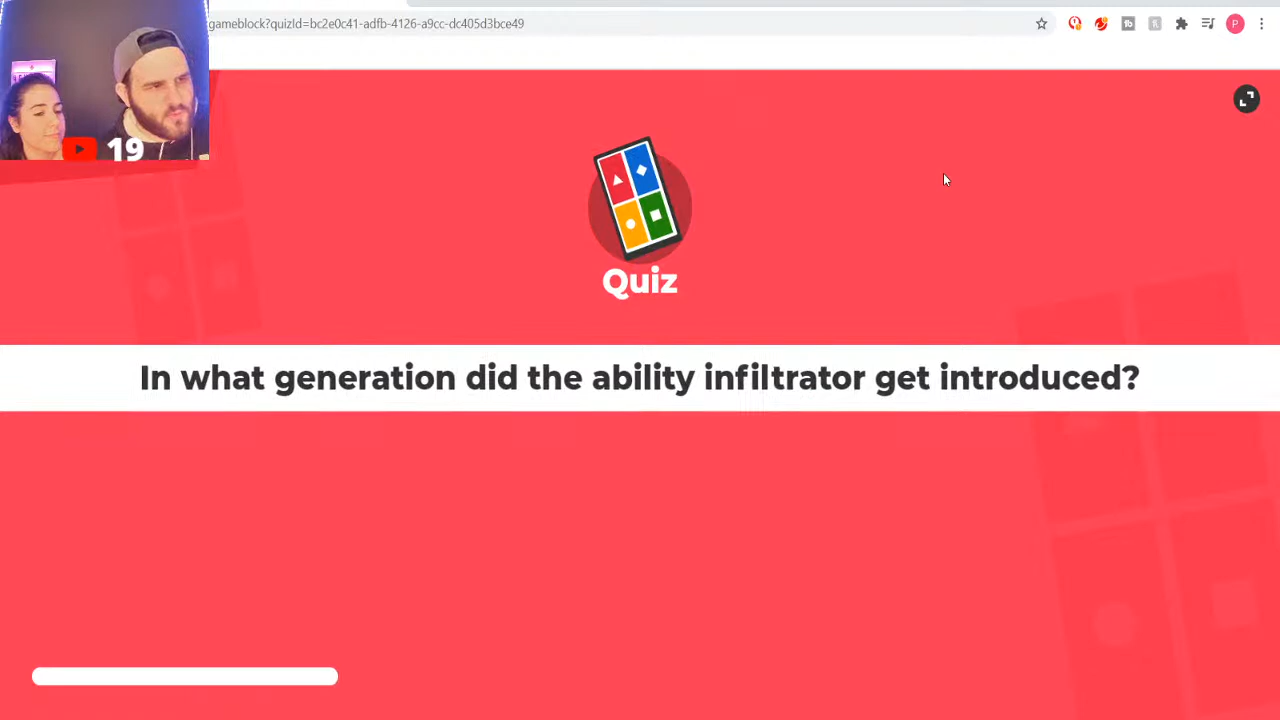 gameblock?quizId=bc2e0c41-adfb-4126-a9cc-dc405d3bce49
P
19
Quiz
In what generation did the ability infiltrator get introduced?